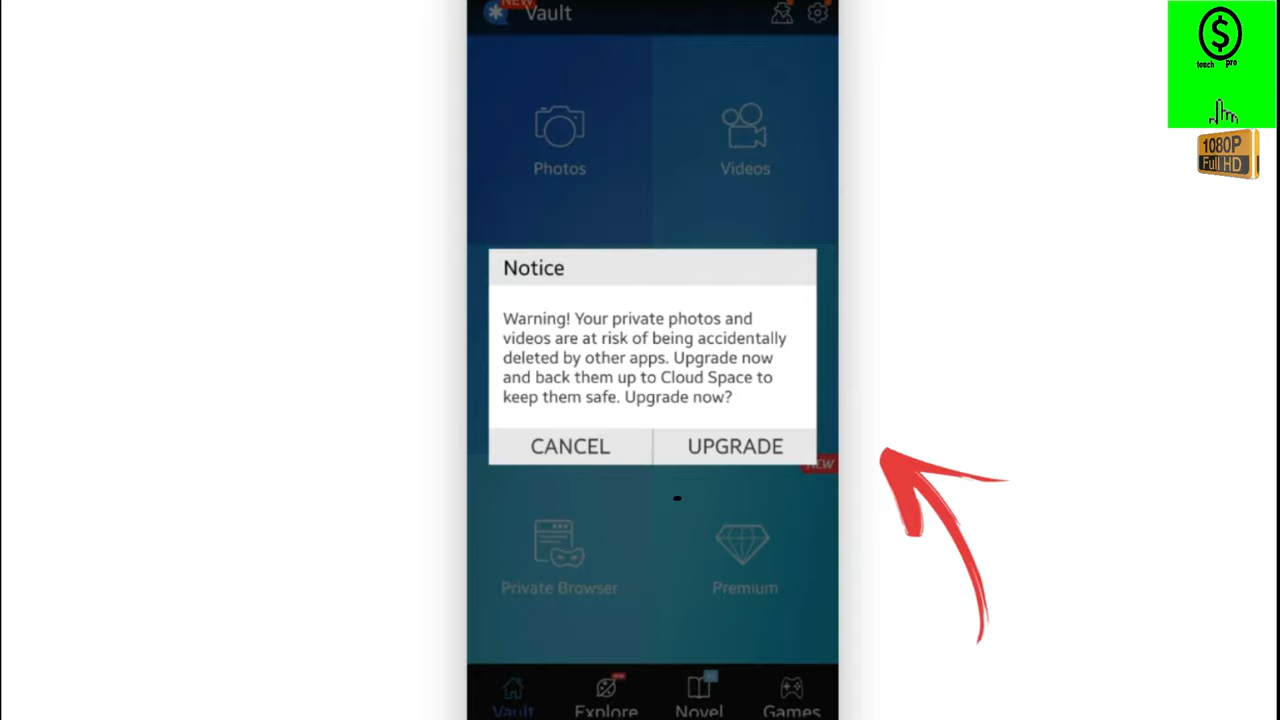 NEW
Vault
$
touch pro
1080P
Full HD
Photos
Videos
Notice
Warning! Your private photos and
videos are at risk of being accidentally
deleted by other apps. Upgrade now
and back them up to Cloud Space to
keep them safe. Upgrade now?
CANCEL
UPGRADE
NEW
Private Browser
Premium
Vault
Explore
Novel
Games